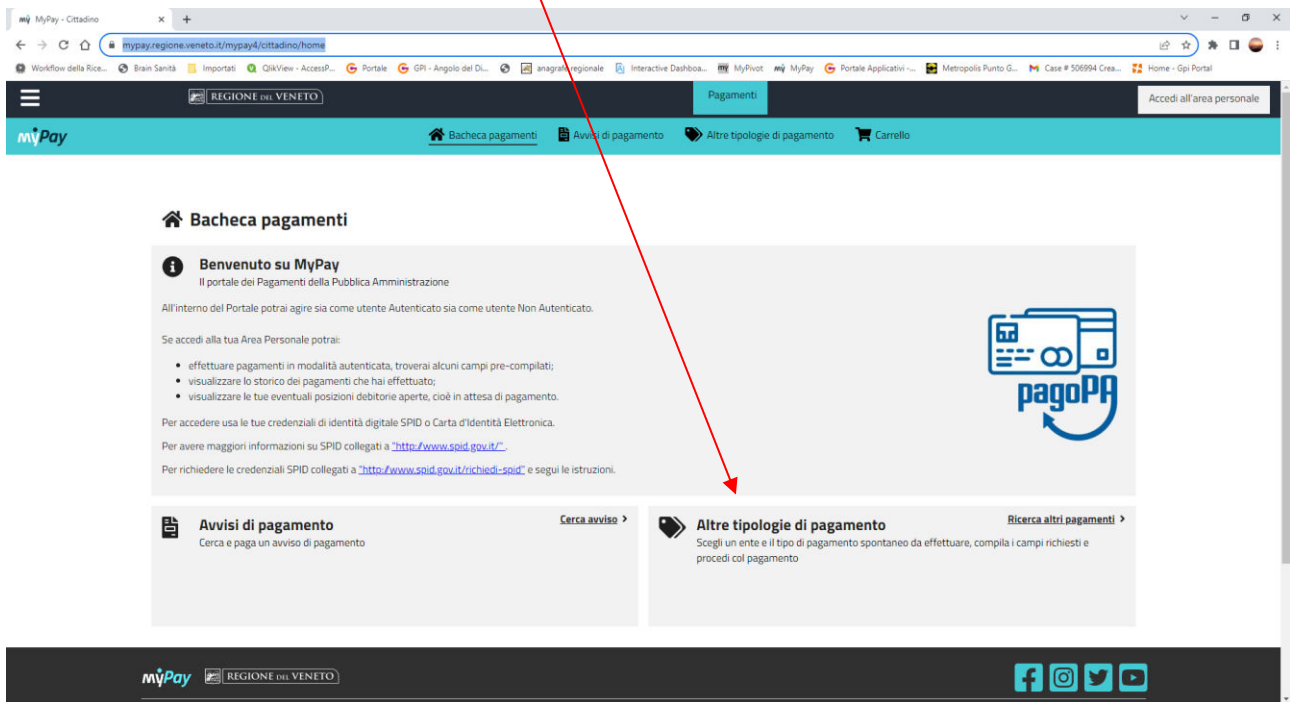 mỹ MyPay - Cittadino
mypay.regione.veneto.it/mypay4/cittadino/home
Workflow della Rice... Brain Sanità Importati QlikView - AccessP... Portale GPI - Angolo del Di... anagrafe regionale Interactive Dashboa... MyPivot MyPay Portale Applicativi -... Metropolis Punto G... Case # 506994 Crea... Home - Gpi Portal
REGIONE DEL VENETO Pagamenti Accedi all'area personale
myPay Bacheca pagamenti Avvisi di pagamento Altre tipologie di pagamento Carrello
Bacheca pagamenti
Benvenuto su MyPay
Il portale dei Pagamenti della Pubblica Amministrazione
All'interno del Portale potrai agire sia come utente Autenticato sia come utente Non Autenticato.
Se accedi alla tua Area Personale potrai:
• effettuare pagamenti in modalità autenticata, troverai alcuni campi pre-compilati;
• visualizzare lo storico dei pagamenti che hai effettuato;
• visualizzare le tue eventuali posizioni debitorie aperte, cioè in attesa di pagamento.
Per accedere usa le tue credenziali di identità digitale SPID o Carta d'Identità Elettronica.
Per avere maggiori informazioni su SPID collegati a "http://www.spid.gov.it/" .
Per richiedere le credenziali SPID collegati a "http://www.spid.gov.it/richiedi-spid" e segui le istruzioni.
pagoPA
Avvisi di pagamento Cerca avviso >
Cerca e paga un avviso di pagamento
Altre tipologie di pagamento Ricerca altri pagamenti >
Scegli un ente e il tipo di pagamento spontaneo da effettuare, compila i campi richiesti e
procedi col pagamento
myPay REGIONE DEL VENETO